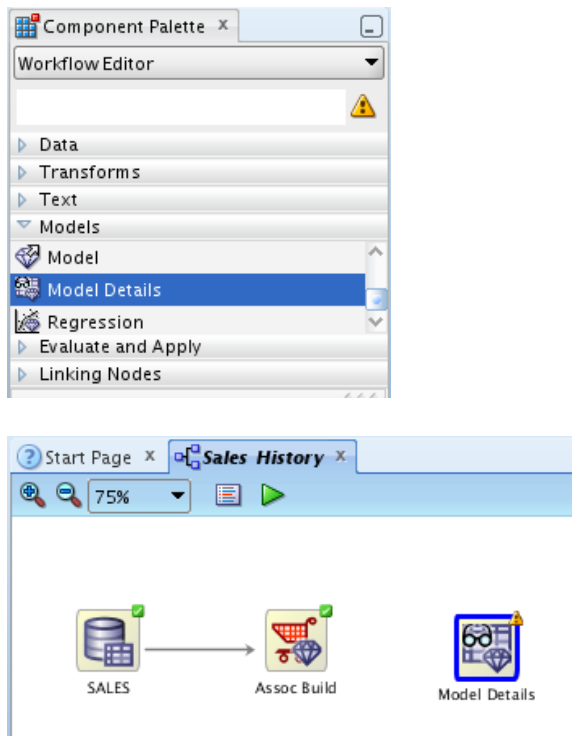 Component Palette x
Workflow Editor
Data
Transforms
Text
Models
Model
Model Details
Regression
Evaluate and Apply
Linking Nodes
? Start Page x Sales History x
75%
SALES
Assoc Build
Model Details